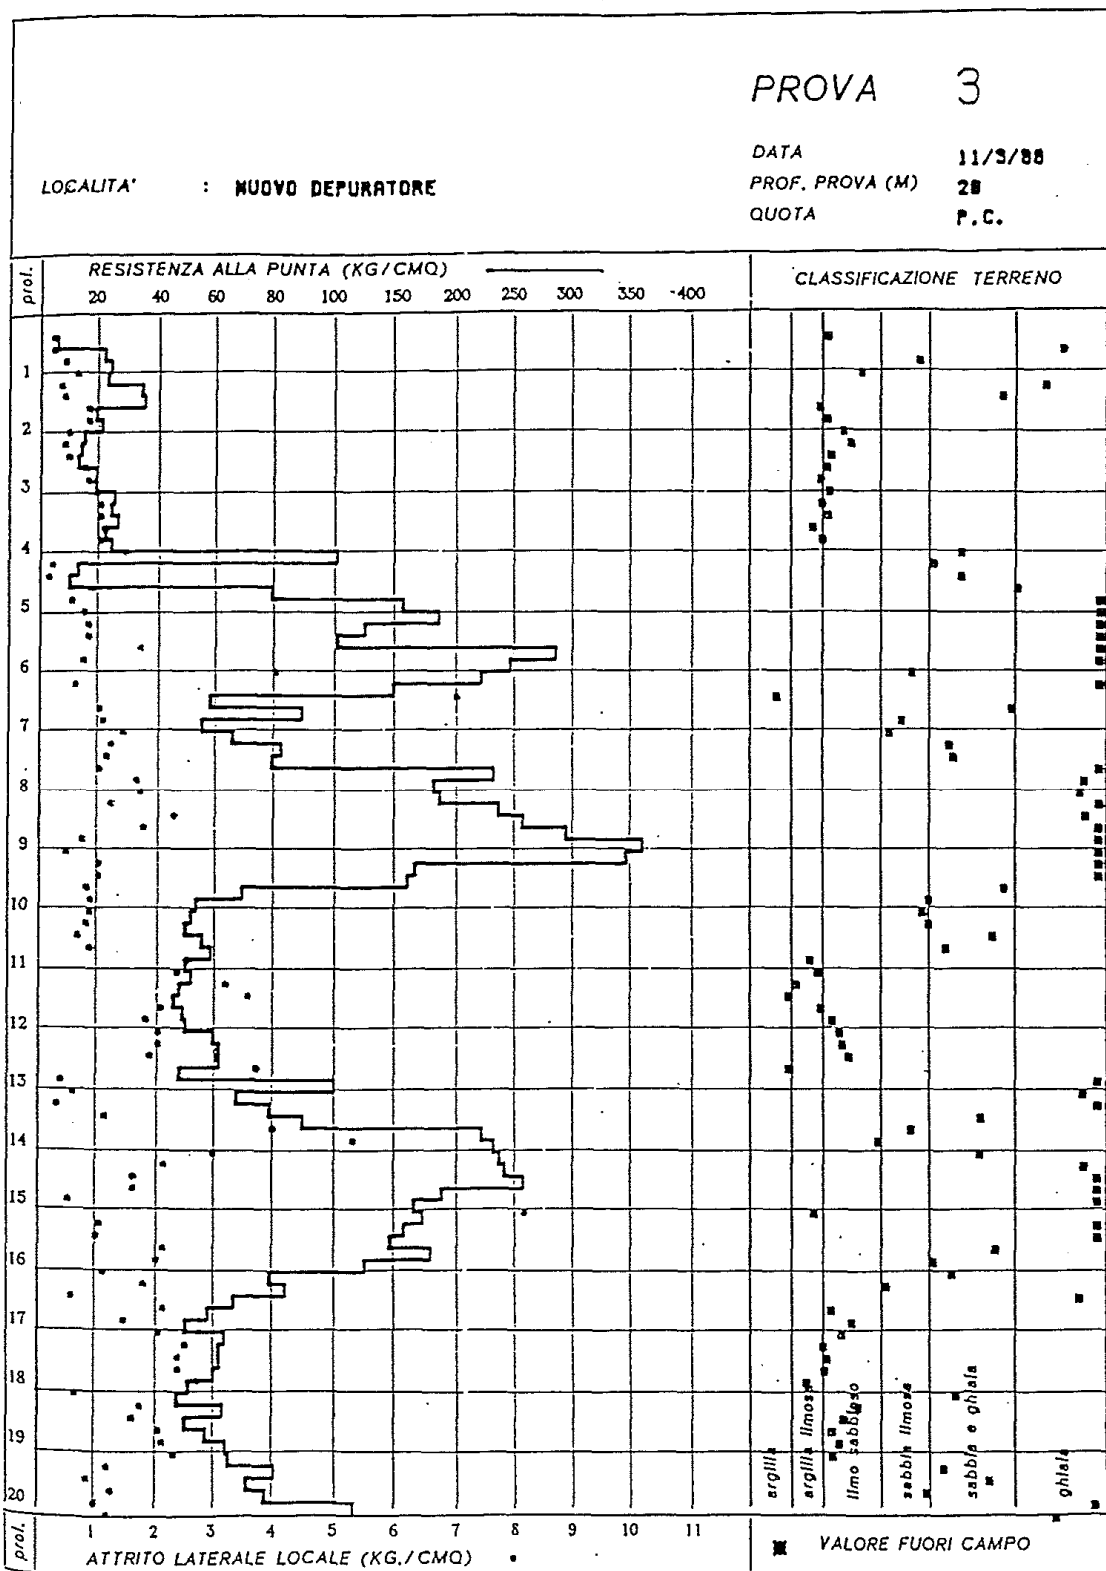 PROVA 3
DATA 11/3/88
LOCALITA' : NUOVO DEPURATORE
PROF. PROVA (M) 20
QUOTA P.C.
prof.
RESISTENZA ALLA PUNTA (KG/CMQ)
CLASSIFICAZIONE TERRENO
20 40 60 80 100 150 200 250 300 350 400
1
2
3
4
5
6
7
8
9
10
11
12
13
14
15
16
17
18
19
20
argilla
argilla limosa
limo sabbioso
sabbia limosa
sabbia e ghiaia
ghiaia
prof.
1 2 3 4 5 6 7 8 9 10 11
ATTRITO LATERALE LOCALE (KG./CMQ)
VALORE FUORI CAMPO